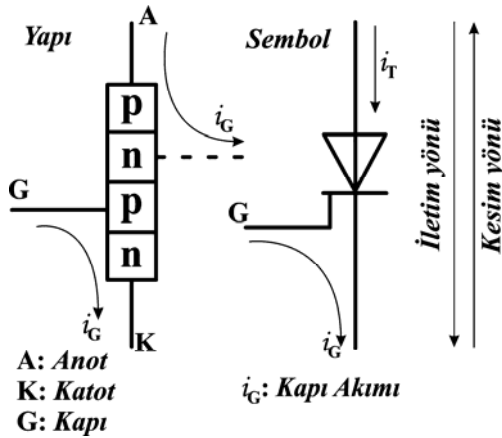 Yapı
A
Sembol
iT
iG
p
n
p
n
G
G
iG
K
iG
İletim yönü
Kesim yönü
A: Anot
K: Katot
G: Kapı
iG: Kapı Akımı